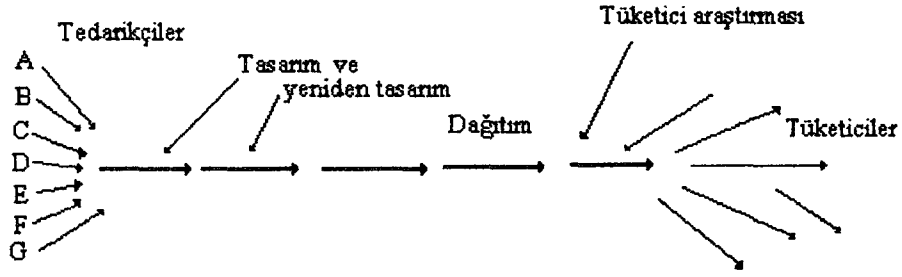 Tedarikçiler
A
B
C
D
E
F
G
Tasarım ve
yeniden tasarım
Dağıtım
Tüketici araştırması
Tüketiciler